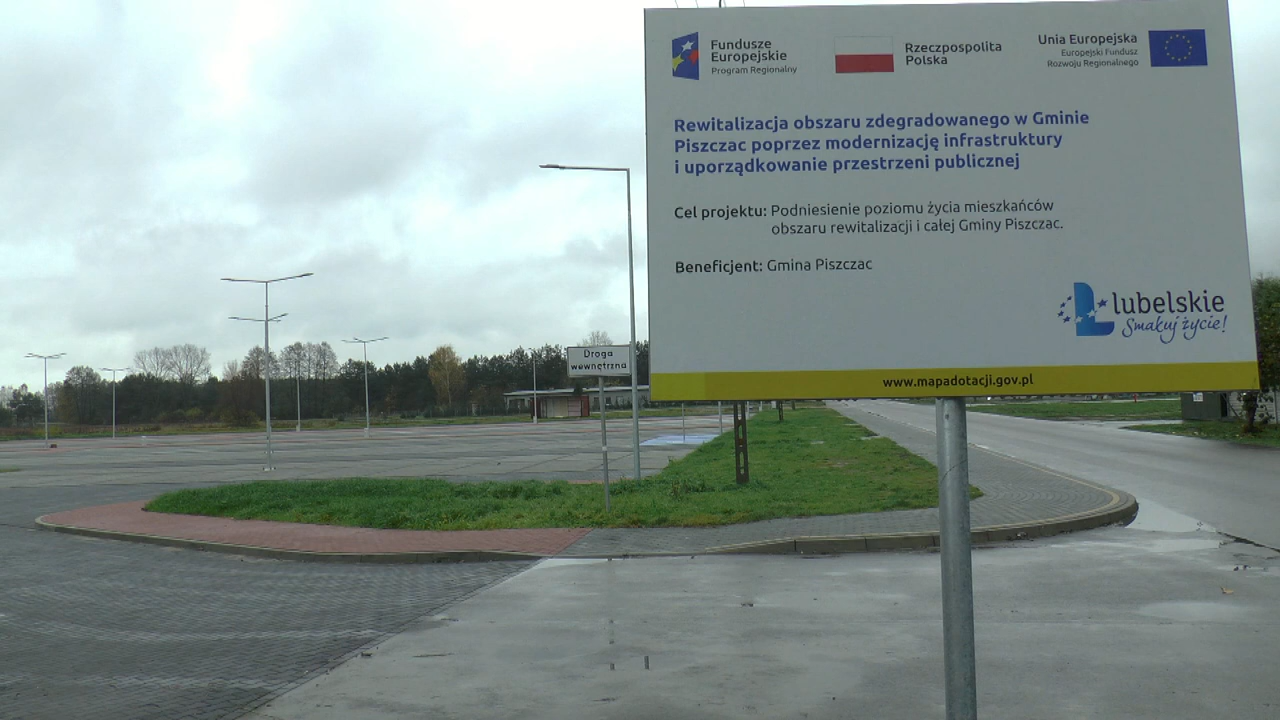 Fundusze
Europejskie
Program Regionalny
Rzeczpospolita
Polska
Unia Europejska
Europejski Fundusz
Rozwoju Regionalnego
Rewitalizacja obszaru zdegradowanego w Gminie
Piszczac poprzez modernizację infrastruktury
i uporządkowanie przestrzeni publicznej
Cel projektu: Podniesienie poziomu życia mieszkańców
obszaru rewitalizacji i całej Gminy Piszczac.
Beneficjent: Gmina Piszczac
lubelskie
Smakuj życie!
www.mapadotacji.gov.pl
Droga
wewnętrzna